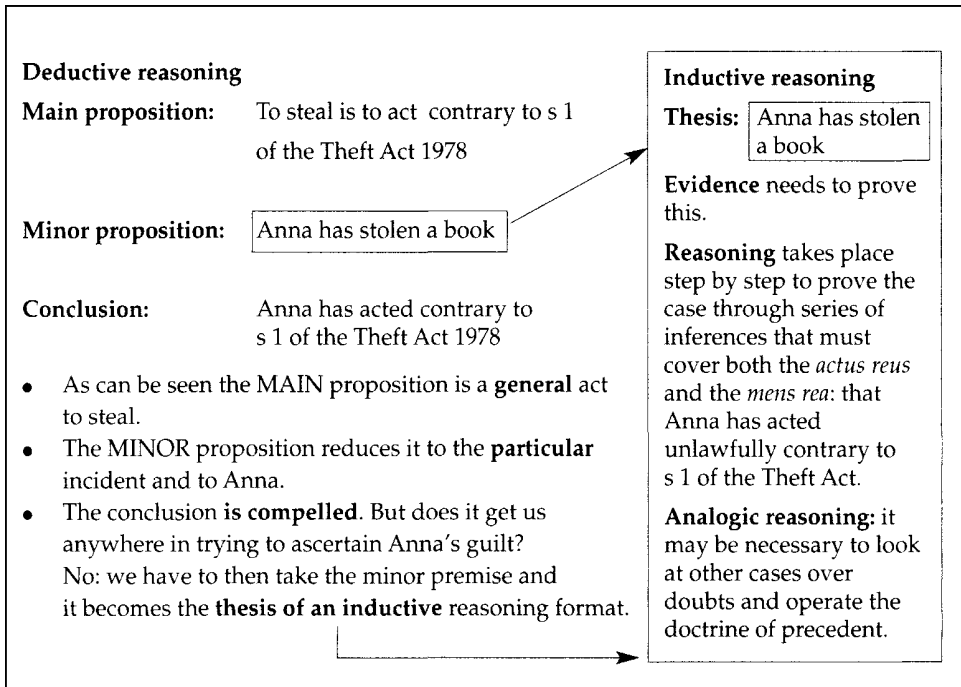 Deductive reasoning
Main proposition: To steal is to act contrary to s 1
of the Theft Act 1978
Minor proposition: Anna has stolen a book
Conclusion: Anna has acted contrary to
s 1 of the Theft Act 1978
• As can be seen the MAIN proposition is a general act
to steal.
• The MINOR proposition reduces it to the particular
incident and to Anna.
• The conclusion is compelled. But does it get us
anywhere in trying to ascertain Anna's guilt?
No: we have to then take the minor premise and
it becomes the thesis of an inductive reasoning format.
Inductive reasoning
Thesis: Anna has stolen
a book
Evidence needs to prove
this.
Reasoning takes place
step by step to prove the
case through series of
inferences that must
cover both the actus reus
and the mens rea: that
Anna has acted
unlawfully contrary to
s 1 of the Theft Act.
Analogic reasoning: it
may be necessary to look
at other cases over
doubts and operate the
doctrine of precedent.